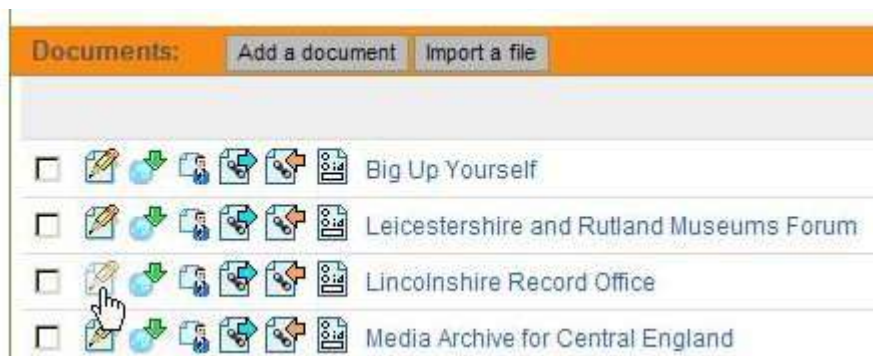 Documents: Add a document Import a file
Big Up Yourself
Leicestershire and Rutland Museums Forum
Lincolnshire Record Office
Media Archive for Central England